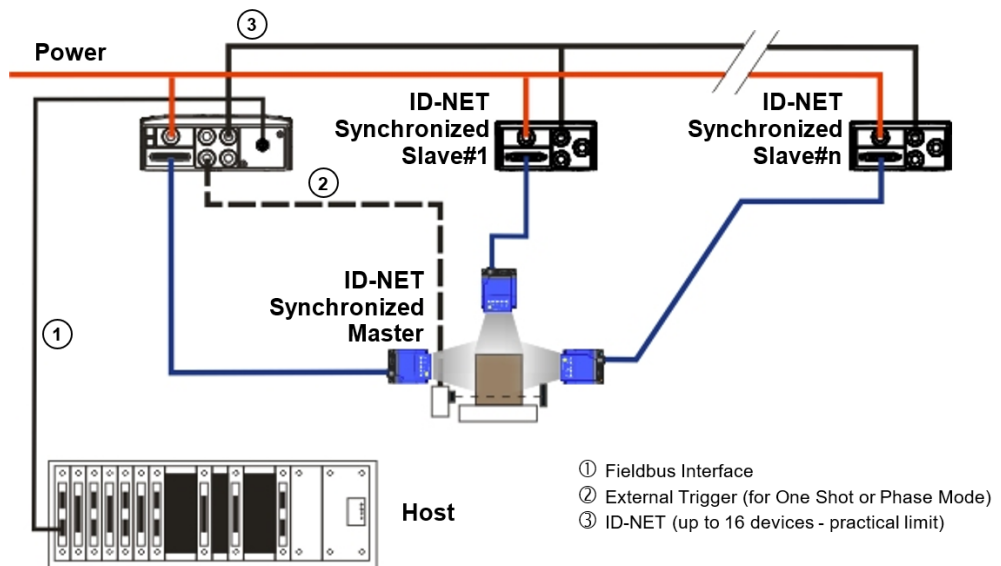 ③
Power
ID-NET
Synchronized
Slave#1
ID-NET
Synchronized
Slave#n
②
ID-NET
Synchronized
Master
①
Host
① Fieldbus Interface
② External Trigger (for One Shot or Phase Mode)
③ ID-NET (up to 16 devices - practical limit)